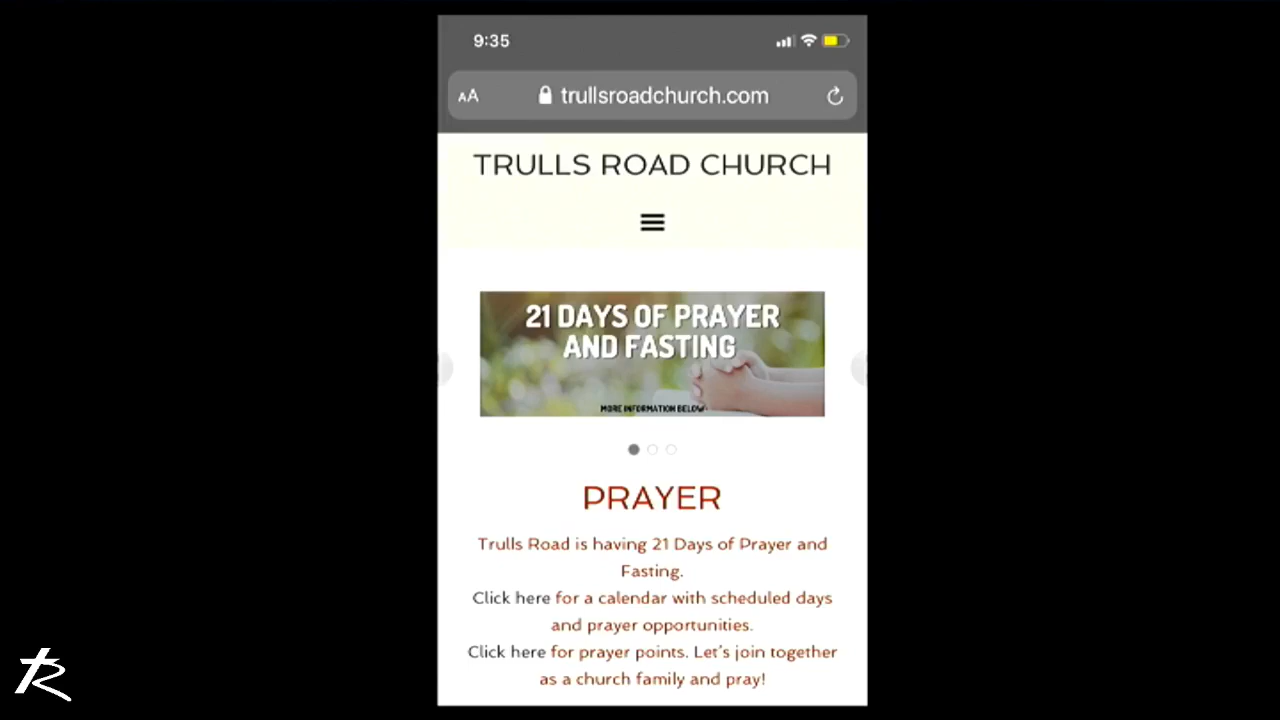 9:35
AA trullsroadchurch.com
TRULLS ROAD CHURCH
21 DAYS OF PRAYER
AND FASTING
MORE INFORMATION BELOW
PRAYER
Trulls Road is having 21 Days of Prayer and
Fasting.
Click here for a calendar with scheduled days
and prayer opportunities.
Click here for prayer points. Let's join together
as a church family and pray!
TR